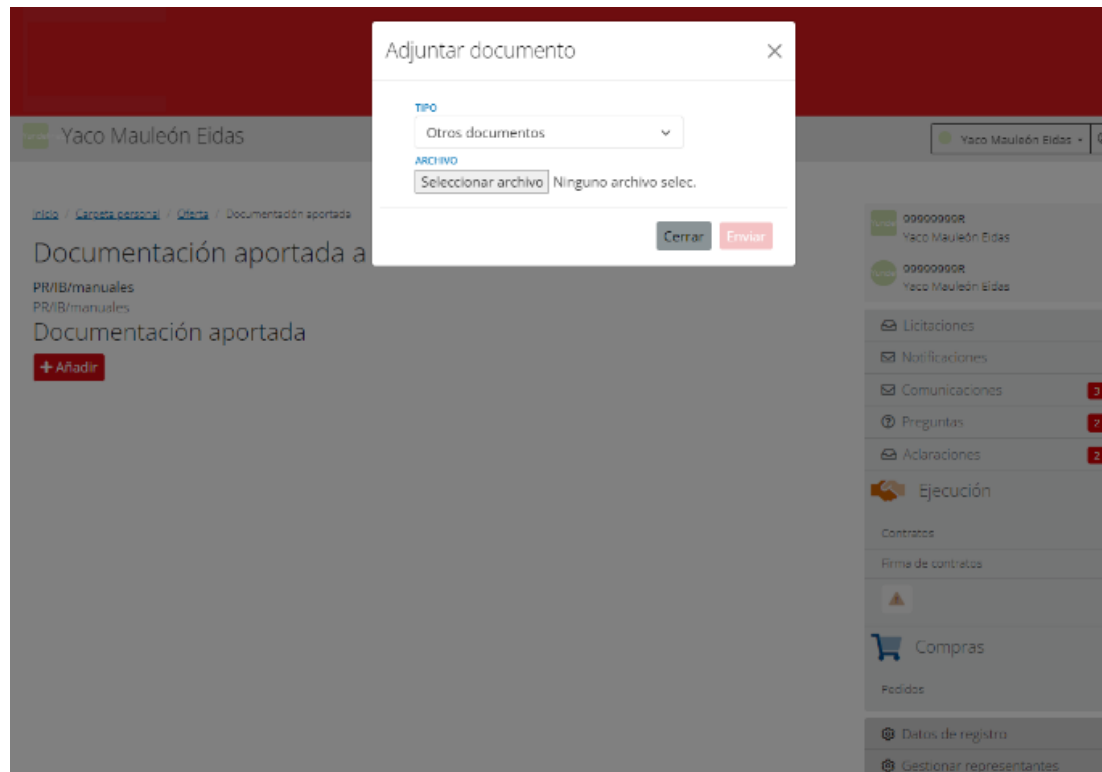 Adjuntar documento
TIPO
Otros documentos
ARCHIVO
Seleccionar archivo Ninguno archivo selec.
Cerrar Enviar
Yaco Mauleón Eidas
Yaco Mauleón Eidas
Inicio / Carpeta personal / Oferta / Documentación aportada
Documentación aportada a
PR/IB/manuales
PR/IB/manuales
Documentación aportada
+ Añadir
99999999R
Yaco Mauleón Eidas
99999999R
Yaco Mauleón Eidas
Licitaciones
Notificaciones
Comunicaciones 3
Preguntas 2
Aclaraciones 2
Ejecución
Contratos
Firma de contratos
Compras
Pedidos
Datos de registro
Gestionar representantes